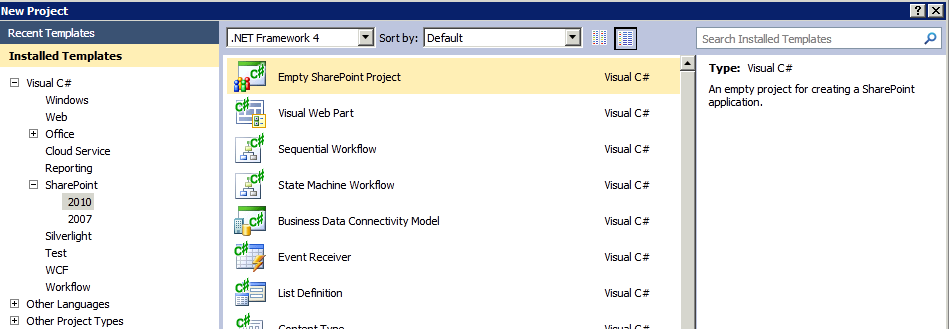 New Project
Recent Templates
Installed Templates
Visual C#
Windows
Web
Office
Cloud Service
Reporting
SharePoint
2010
2007
Silverlight
Test
WCF
Workflow
Other Languages
Other Project Types
.NET Framework 4 Sort by: Default
Empty SharePoint Project Visual C#
Visual Web Part Visual C#
Sequential Workflow Visual C#
State Machine Workflow Visual C#
Business Data Connectivity Model Visual C#
Event Receiver Visual C#
List Definition Visual C#
Content Type Visual C#
Search Installed Templates
Type: Visual C#
An empty project for creating a SharePoint
application.